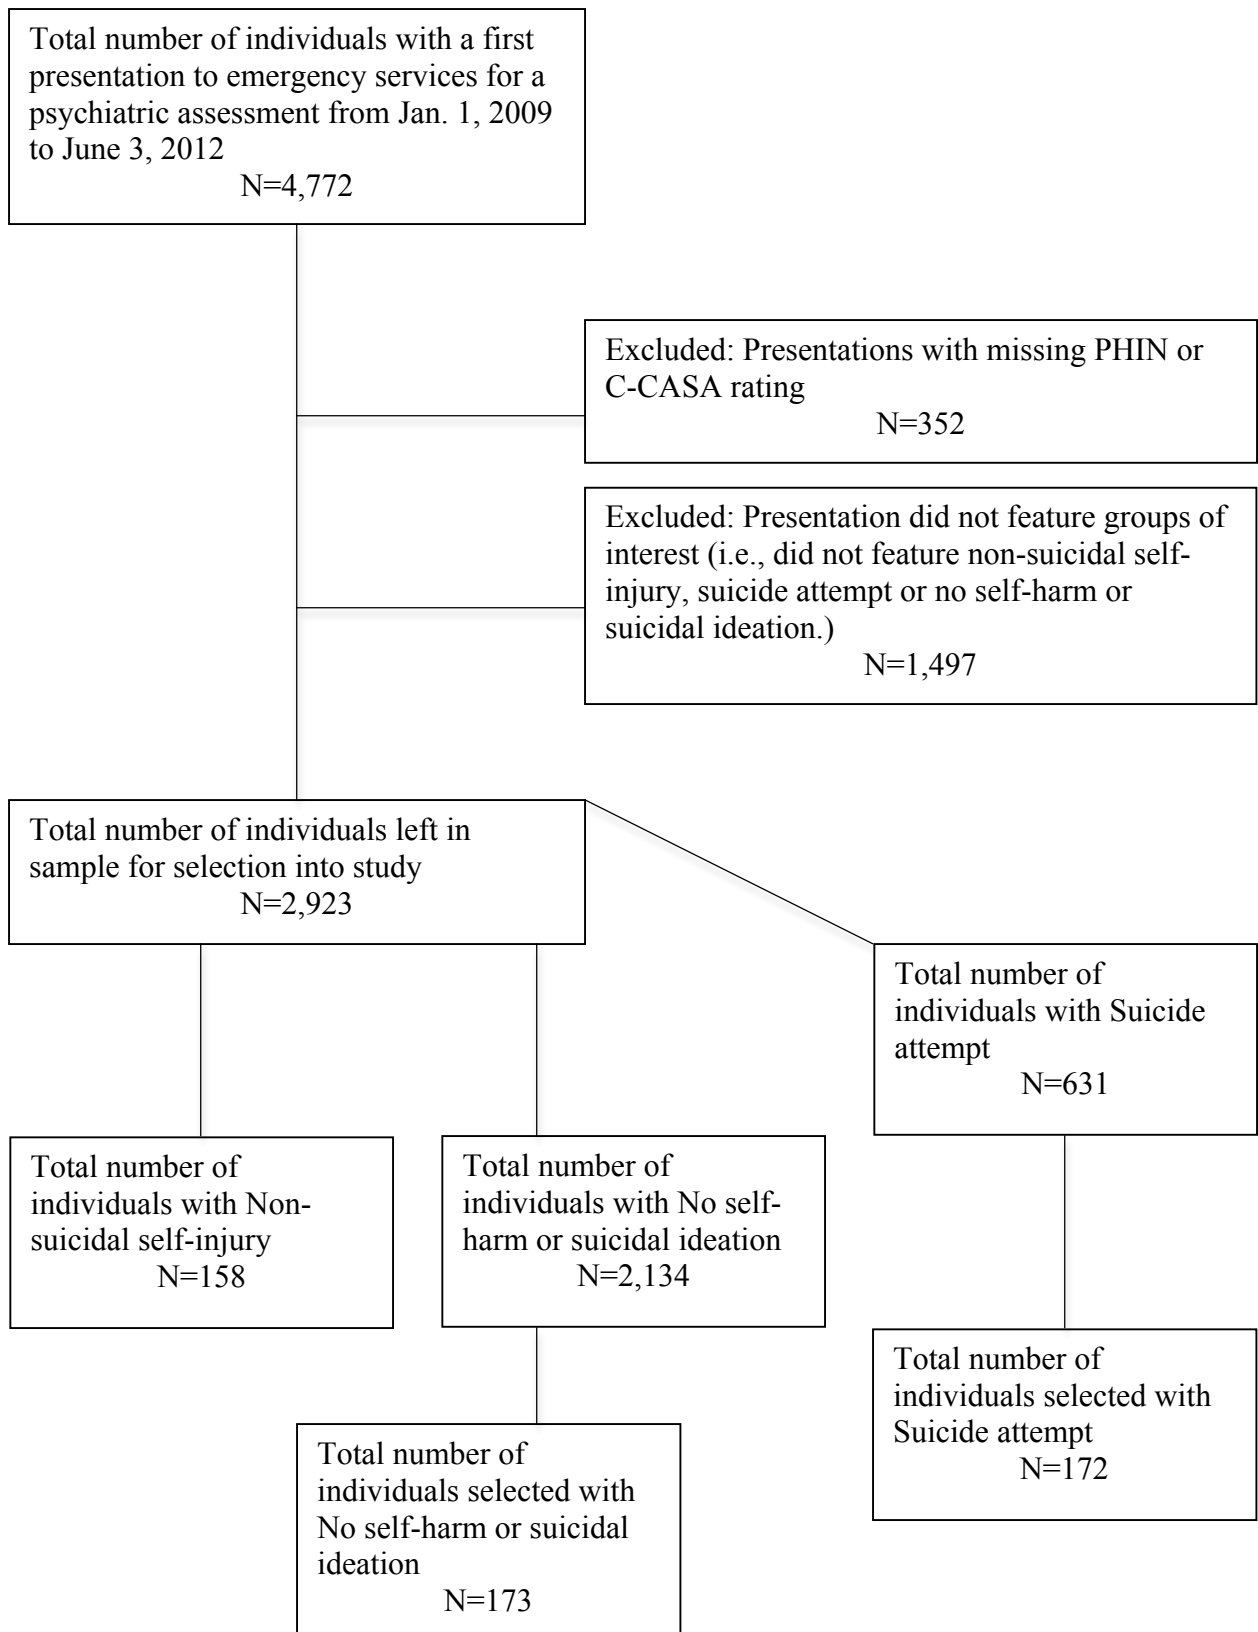 Total number of individuals with a first
presentation to emergency services for a
psychiatric assessment from Jan. 1, 2009
to June 3, 2012
N=4,772
Excluded: Presentations with missing PHIN or
C-CASA rating
N=352
Excluded: Presentation did not feature groups of
interest (i.e., did not feature non-suicidal self-
injury, suicide attempt or no self-harm or
suicidal ideation.)
N=1,497
Total number of individuals left in
sample for selection into study
N=2,923
Total number of
individuals with Suicide
attempt
N=631
Total number of
individuals with Non-
suicidal self-injury
N=158
Total number of
individuals with No self-
harm or suicidal ideation
N=2,134
Total number of
individuals selected with
Suicide attempt
N=172
Total number of
individuals selected with
No self-harm or suicidal
ideation
N=173